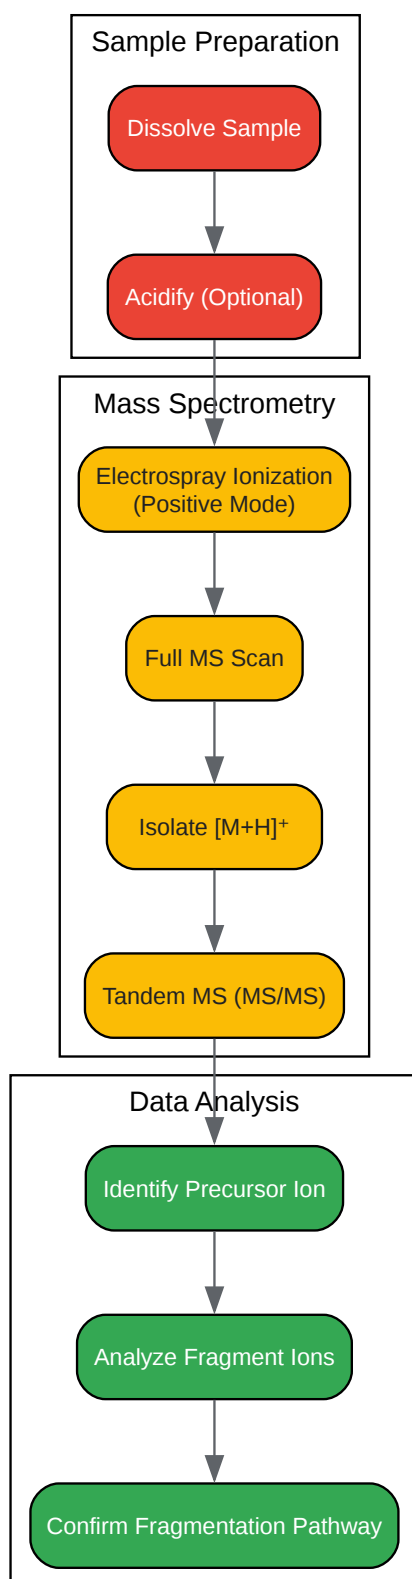 Sample Preparation
Dissolve Sample
Acidify (Optional)
Mass Spectrometry
Electrospray Ionization
(Positive Mode)
Full MS Scan
Isolate [M+H]⁺
Tandem MS (MS/MS)
Data Analysis
Identify Precursor Ion
Analyze Fragment Ions
Confirm Fragmentation Pathway